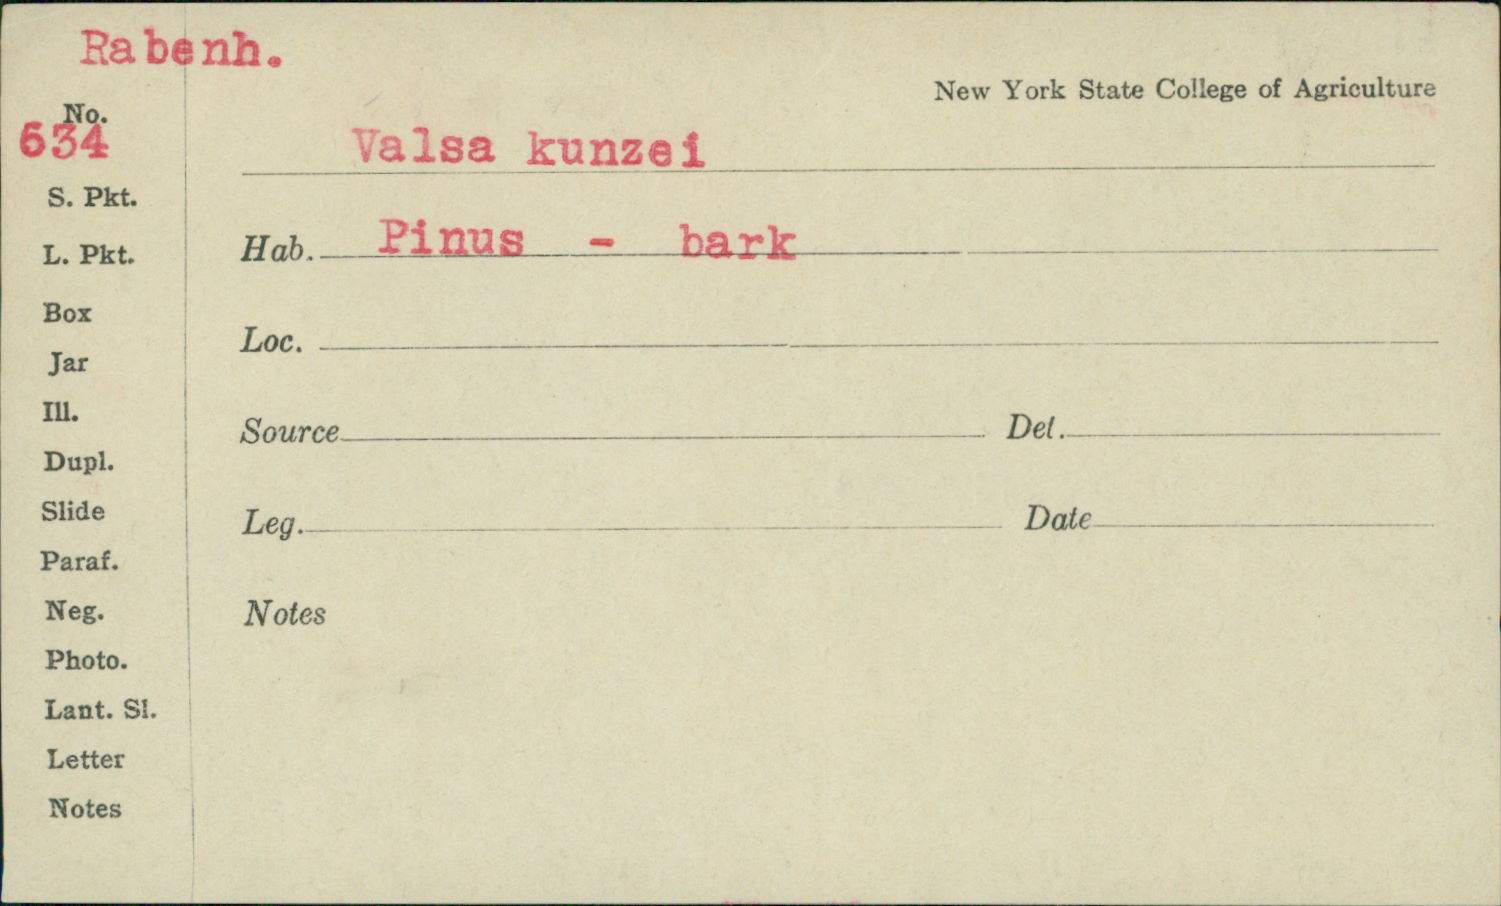 Rabenh.
New York State College of Agriculture
No.
634
Valsa kunzei
S. Pkt.
L. Pkt.
Hab. Pinus - bark
Box
Loc.
Jar
Ill.
Source Det.
Dupl.
Slide
Leg. Date
Paraf.
Neg.
Notes
Photo.
Lant. Sl.
Letter
Notes